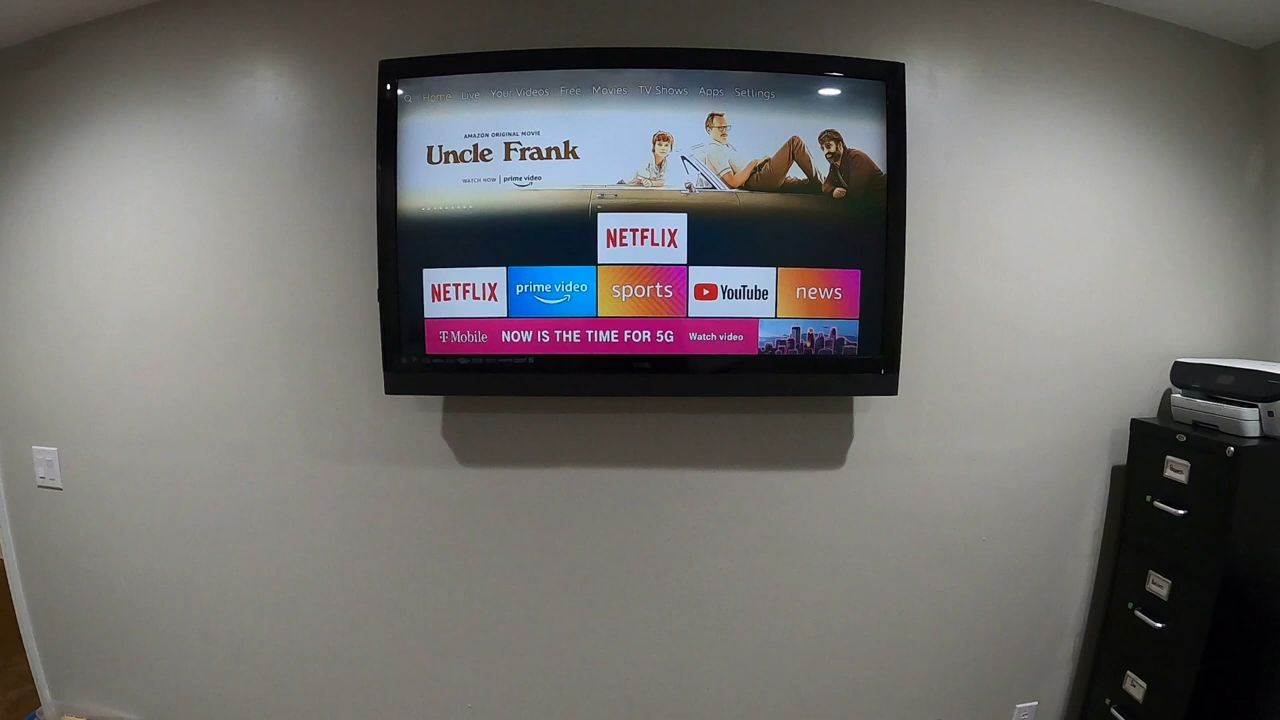 Home Live Your Videos Free Movies TV Shows Apps Settings
AMAZON ORIGINAL MOVIE
UNCLE FRANK
WATCH NOW | prime video
NETFLIX
NETFLIX prime video sports YouTube news
T Mobile NOW IS THE TIME FOR 5G Watch video